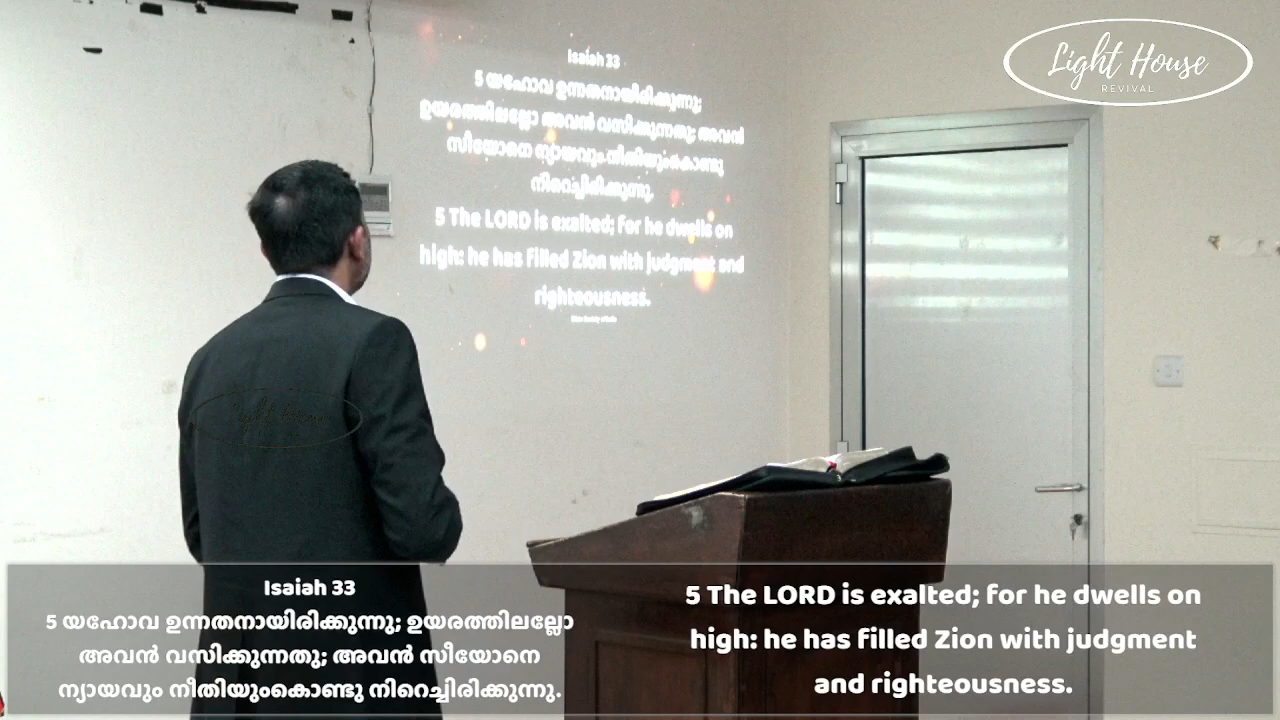 Light House
REVIVAL
Isaiah 33
5 യഹോവ ഉന്നതനായിരിക്കുന്നു;
ഉയരത്തിലല്ലോ അവൻ വസിക്കുന്നതു; അവൻ
സീയോനെ ന്യായവും നീതിയുംകൊണ്ടു
നിറെച്ചിരിക്കുന്നു.
5 The LORD is exalted; for he dwells on
high: he has filled Zion with judgment and
righteousness.
Light House
Isaiah 33
5 യഹോവ ഉന്നതനായിരിക്കുന്നു; ഉയരത്തിലല്ലോ
അവൻ വസിക്കുന്നതു; അവൻ സീയോനെ
ന്യായവും നീതിയുംകൊണ്ടു നിറെച്ചിരിക്കുന്നു.
5 The LORD is exalted; for he dwells on
high: he has filled Zion with judgment
and righteousness.